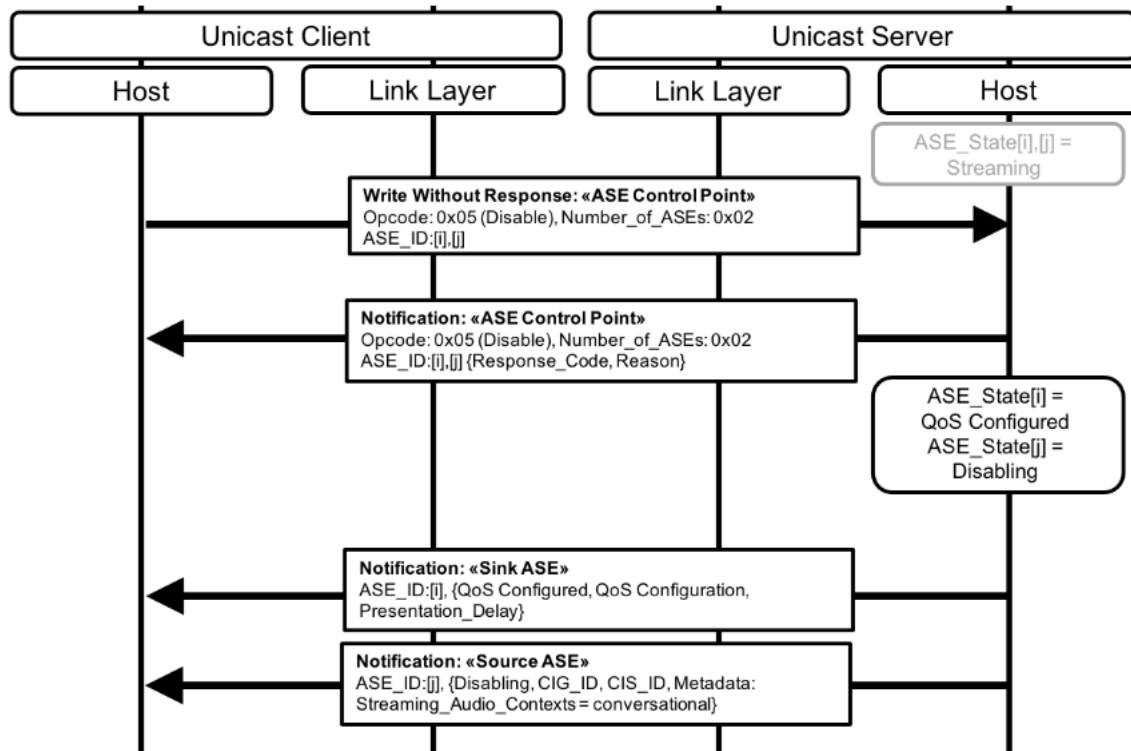 Unicast Client
Unicast Server
Host
Link Layer
Link Layer
Host
ASE_State[i],[j] =
Streaming
Write Without Response: «ASE Control Point»
Opcode: 0x05 (Disable), Number_of_ASEs: 0x02
ASE_ID:[i],[j]
Notification: «ASE Control Point»
Opcode: 0x05 (Disable), Number_of_ASEs: 0x02
ASE_ID:[i],[j] {Response_Code, Reason}
ASE_State[i] =
QoS Configured
ASE_State[j] =
Disabling
Notification: «Sink ASE»
ASE_ID:[i], {QoS Configured, QoS Configuration,
Presentation_Delay}
Notification: «Source ASE»
ASE_ID:[j], {Disabling, CIG_ID, CIS_ID, Metadata:
Streaming_Audio_Contexts = conversational}